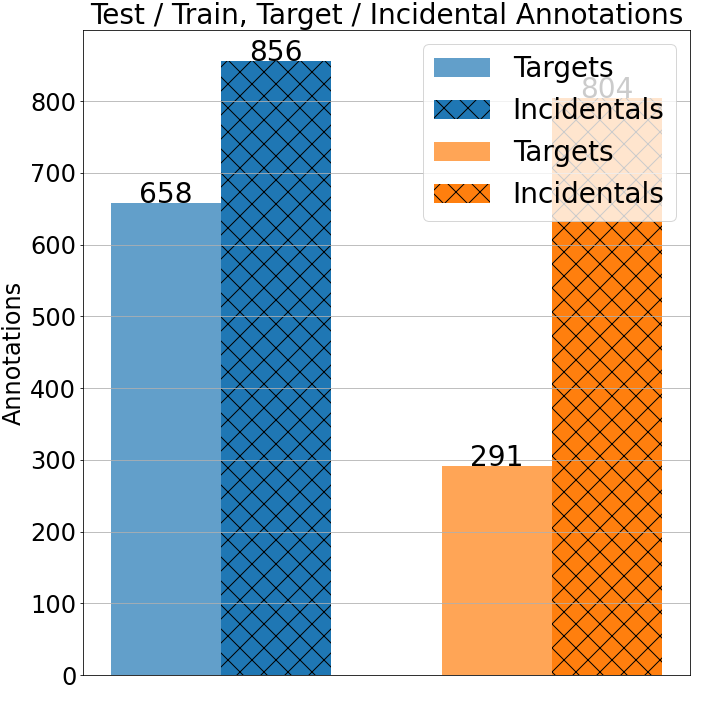 Test / Train, Target / Incidental Annotations
856
658
804
291
Targets
Incidentals
Targets
Incidentals
Annotations
800
700
600
500
400
300
200
100
0